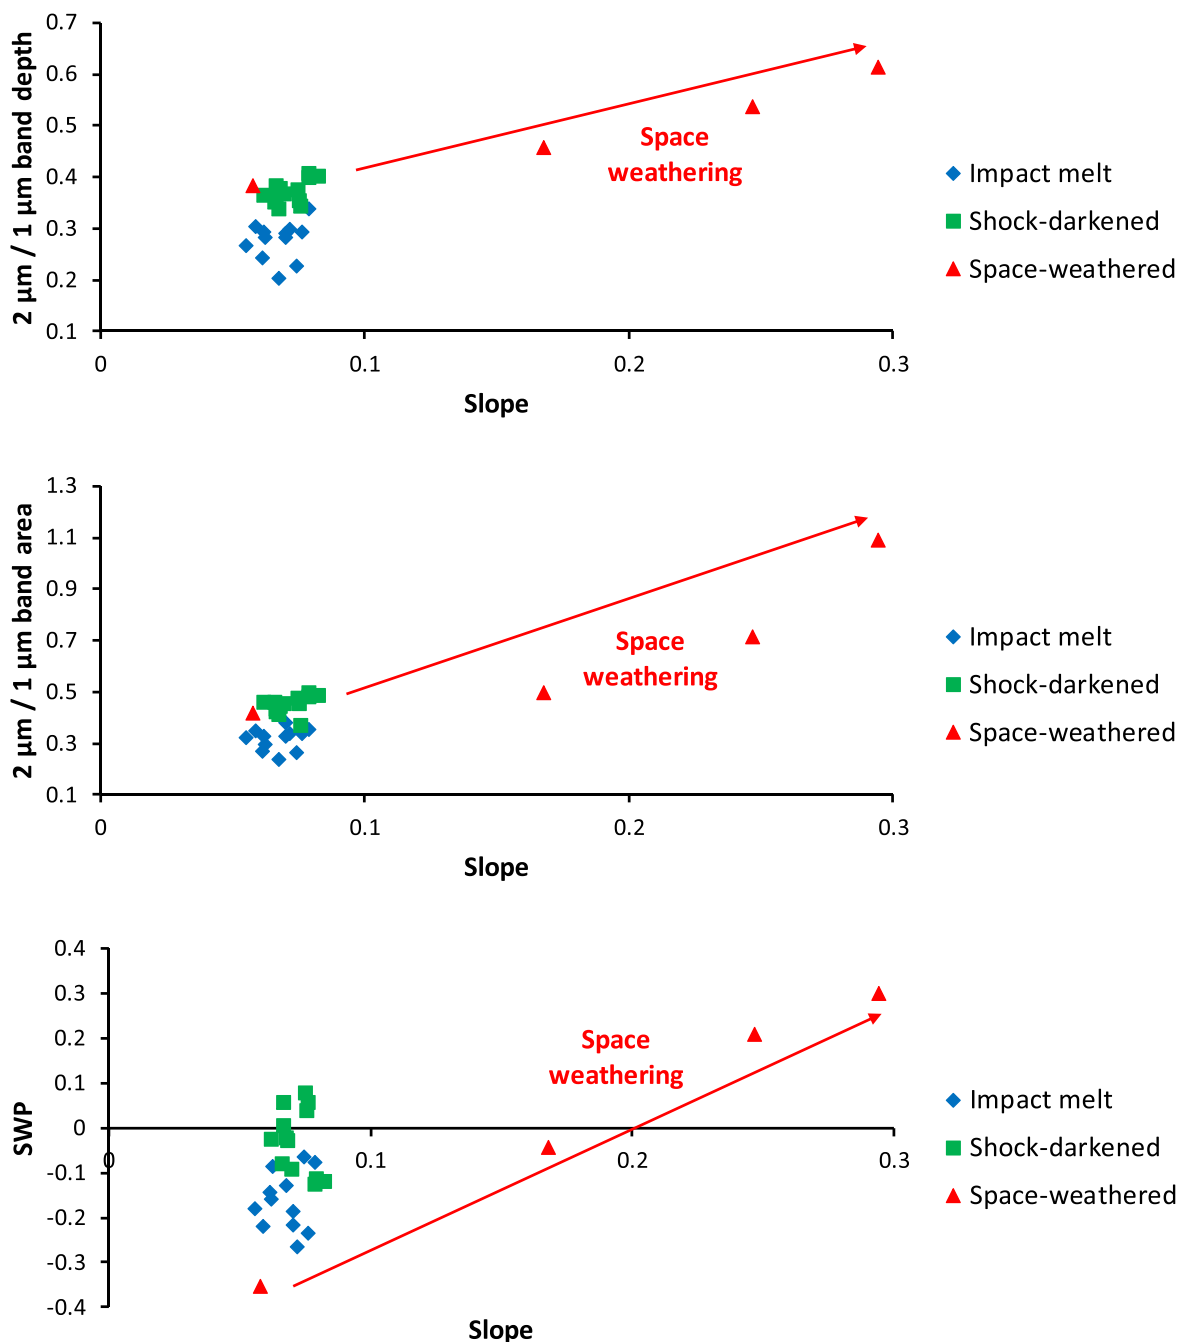 2 µm / 1 µm band depth
0.7
0.6
0.5
0.4
0.3
0.2
0.1
0
0.1
0.2
0.3
Slope
Space
weathering
Impact melt
Shock-darkened
Space-weathered
2 µm / 1 µm band area
1.3
1.1
0.9
0.7
0.5
0.3
0.1
0
0.1
0.2
0.3
Slope
Space
weathering
Impact melt
Shock-darkened
Space-weathered
SWP
0.4
0.3
0.2
0.1
0
-0.1
-0.2
-0.3
-0.4
0
0.1
0.2
0.3
Slope
Space
weathering
Impact melt
Shock-darkened
Space-weathered